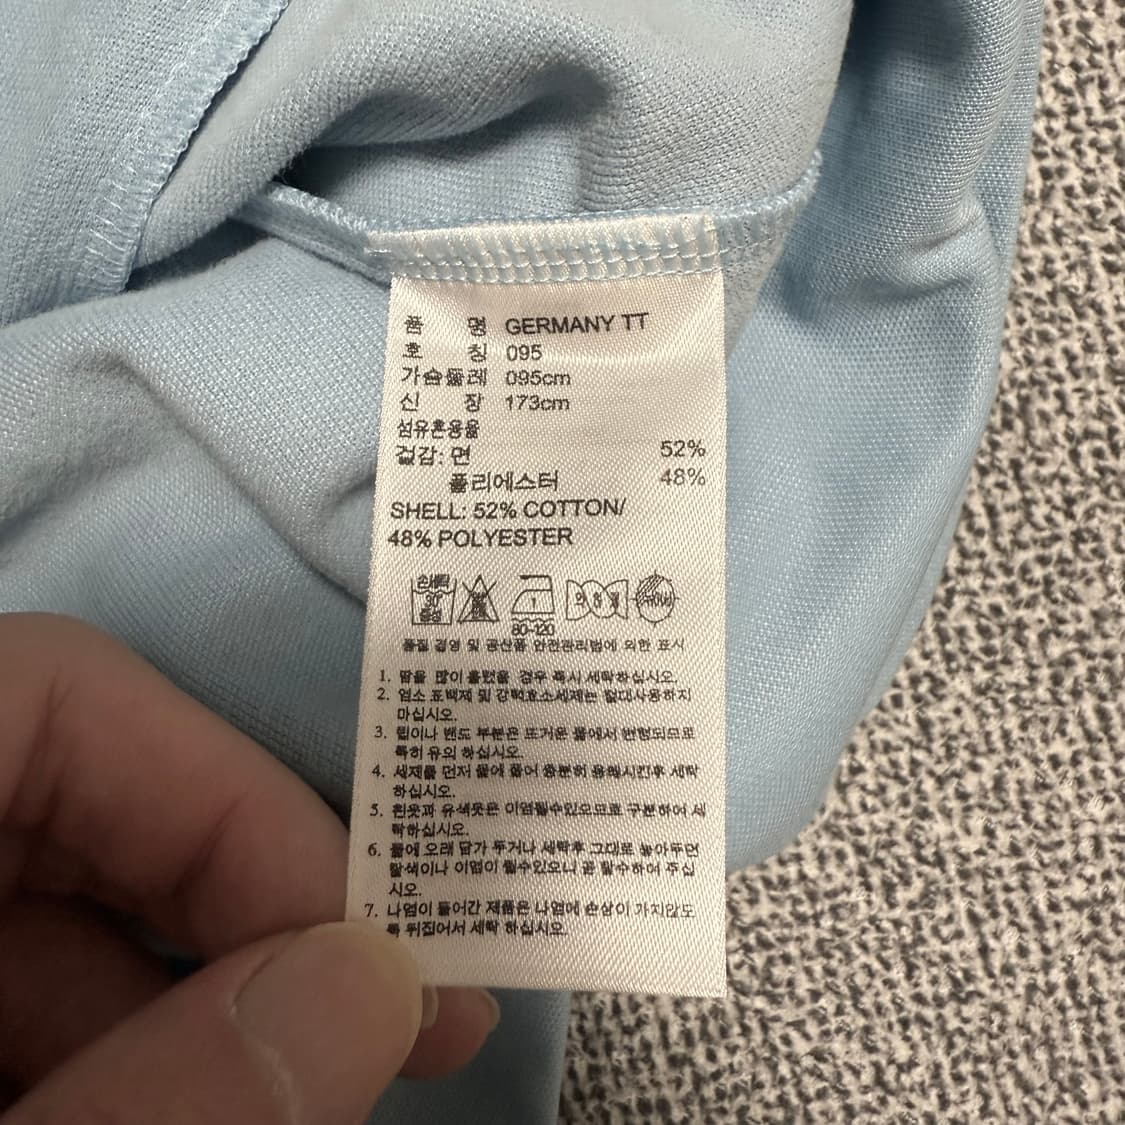 품 명 GERMANY TT
호 칭 095
가슴둘레 095cm
신 장 173cm
섬유혼용율
겉감: 면 52%
폴리에스터 48%
SHELL: 52% COTTON/
48% POLYESTER
손세탁
30°
중성
1
80-120
품질 경영 및 공산품 안전관리법에 의한 표시
1. 땀을 많이 흘렸을 경우 즉시 세탁하십시오.
2. 염소 표백제 및 강력효소세제는 절대사용하지
마십시오.
3. 프린이나 밴드 부분은 뜨거운 물에서 변형되므로
특히 유의 하십시오.
4. 세제를 먼저 물에 풀어 충분히 용해시킨후 세탁
하십시오.
5. 흰옷과 유색옷은 이염될수있으므로 구분하여 세
탁하십시오.
6. 물에 오래 담가 두거나 세탁후 그대로 놓아두면
탈색이나 이염이 될수있으니 곧 탈수하여 주십
시오.
7. 나염이 들어간 제품은 나염에 손상이 가지않도
록 뒤집어서 세탁 하십시오.